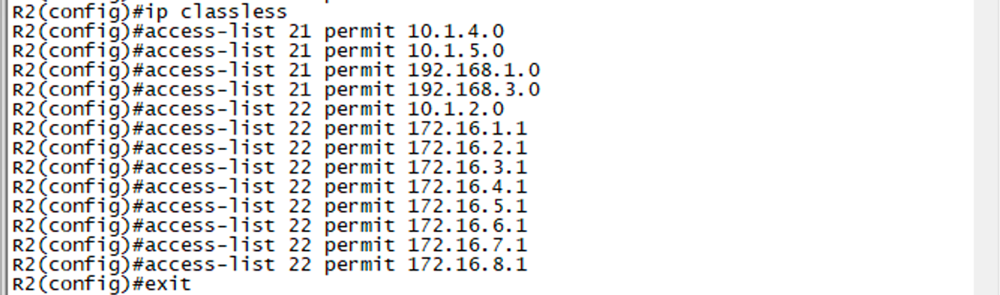 R2(config)#ip classless
R2(config)#access-list 21 permit 10.1.4.0
R2(config)#access-list 21 permit 10.1.5.0
R2(config)#access-list 21 permit 192.168.1.0
R2(config)#access-list 21 permit 192.168.3.0
R2(config)#access-list 22 permit 10.1.2.0
R2(config)#access-list 22 permit 172.16.1.1
R2(config)#access-list 22 permit 172.16.2.1
R2(config)#access-list 22 permit 172.16.3.1
R2(config)#access-list 22 permit 172.16.4.1
R2(config)#access-list 22 permit 172.16.5.1
R2(config)#access-list 22 permit 172.16.6.1
R2(config)#access-list 22 permit 172.16.7.1
R2(config)#access-list 22 permit 172.16.8.1
R2(config)#exit